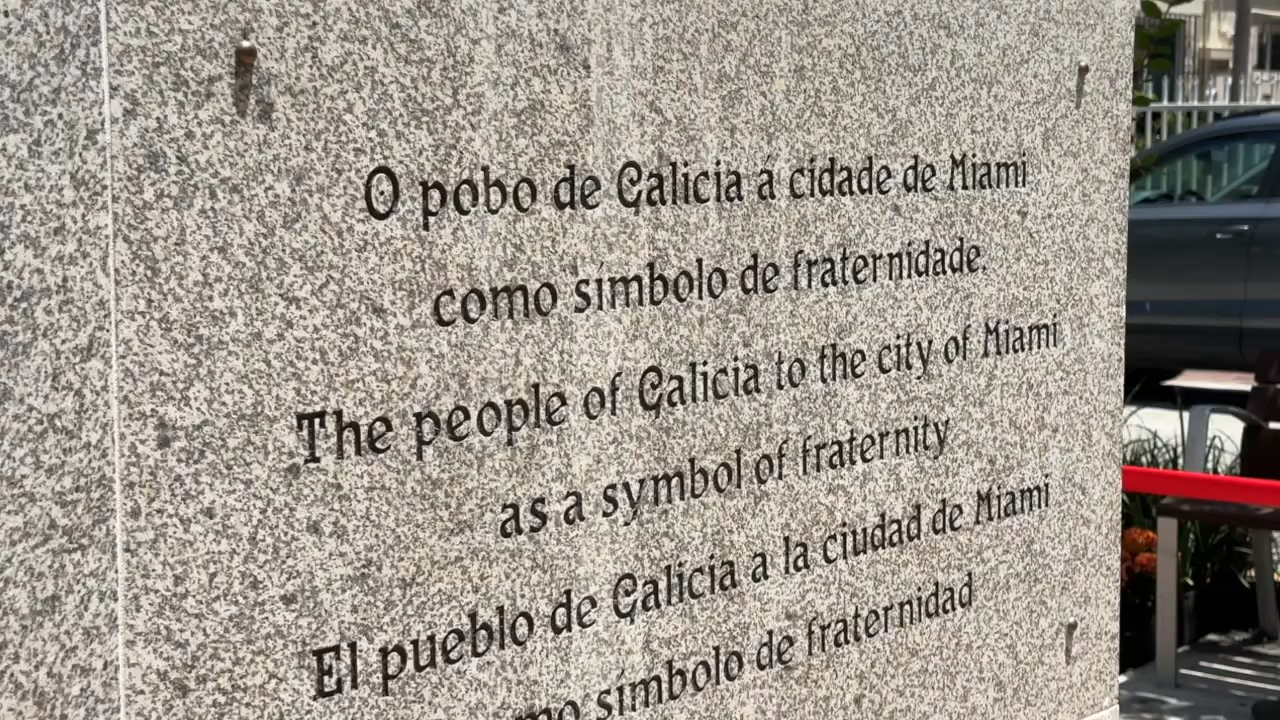 O pobo de Galicia á cidade de Miami
como símbolo de fraternidade.
The people of Galicia to the city of Miami
as a symbol of fraternity
El pueblo de Galicia a la ciudad de Miami
símbolo de fraternidad